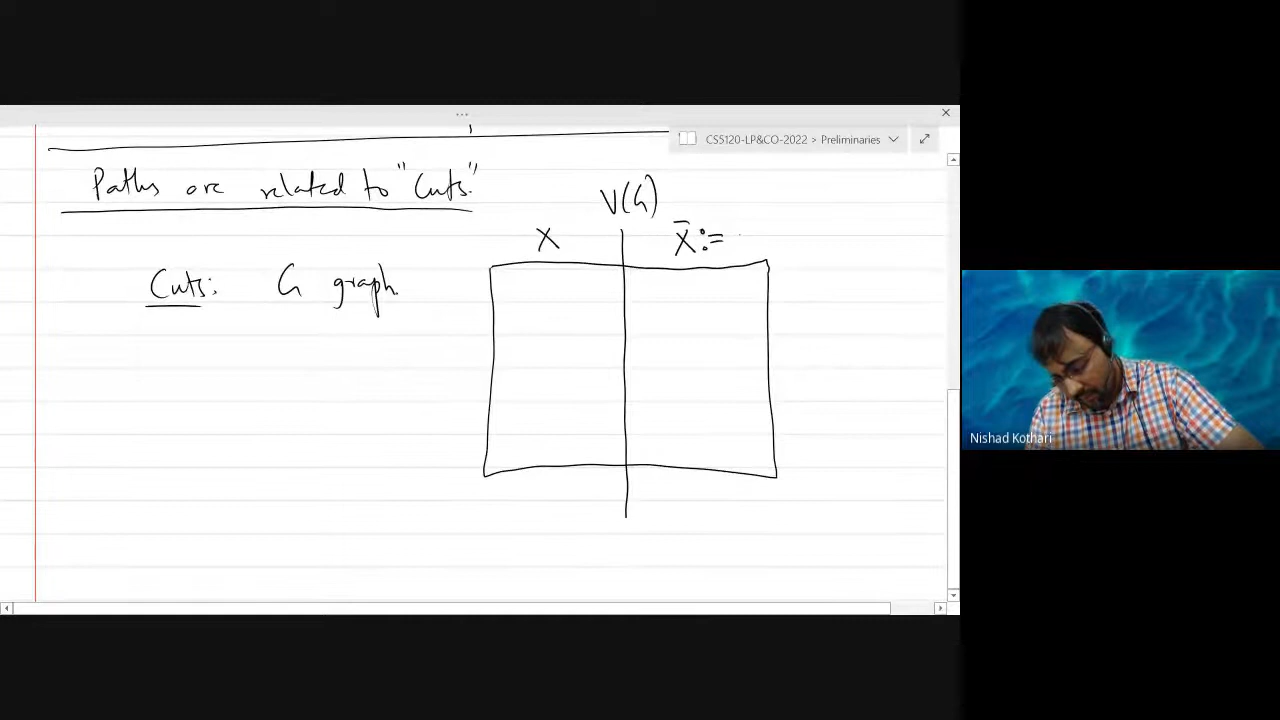 CS5120-LP&CO-2022 > Preliminaries
Paths are related to "Cuts."
V(G)
X X̄ :=
Cuts: G graph.
Nishad Kothari